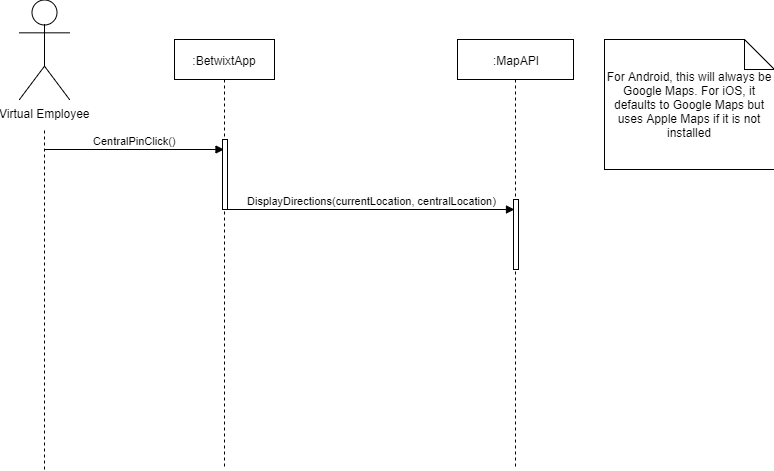 :BetwixtApp
:MapAPI
For Android, this will always be
Google Maps. For iOS, it
defaults to Google Maps but
uses Apple Maps if it is not
installed
Virtual Employee
CentralPinClick()
DisplayDirections(currentLocation, centralLocation)